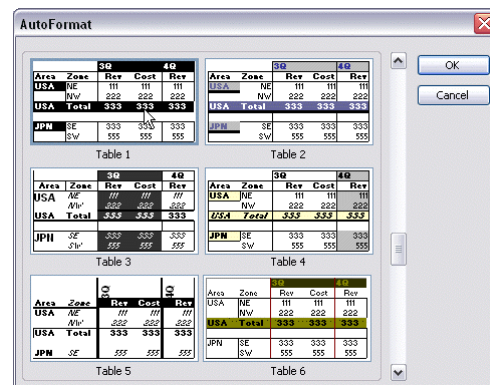 AutoFormat
OK
Cancel
3Q 4Q
Area Zone Rev Cost Rev
USA NE 111 111 111
NW 222 222 222
USA Total 333 333 333
JPN SE 333 333 333
SW 555 555 555
Table 1
3Q 4Q
Area Zone Rev Cost Rev
USA NE 111 111 111
NW 222 222 222
USA Total 333 333 333
JPN SE 333 333 333
SW 555 555 555
Table 2
3Q 4Q
Area Zone Rev Cost Rev
USA NE 111 111 111
NW 222 222 222
USA Total 333 333 333
JPN SE 333 333 333
SW 555 555 555
Table 3
3Q 4Q
Area Zone Rev Cost Rev
USA NE 111 111 111
NW 222 222 222
USA Total 333 333 333
JPN SE 333 333 333
SW 555 555 555
Table 4
3Q 4Q
Area Zone Rev Cost Rev
USA NE 111 111 111
NW 222 222 222
USA Total 333 333 333
JPN SE 555 555 555
Table 5
3Q 4Q
Area Zone Rev Cost Rev
USA NE 111 111 111
NW 222 222 222
USA Total 333 333 333
JPN SE 333 333 333
SW 555 555 555
Table 6